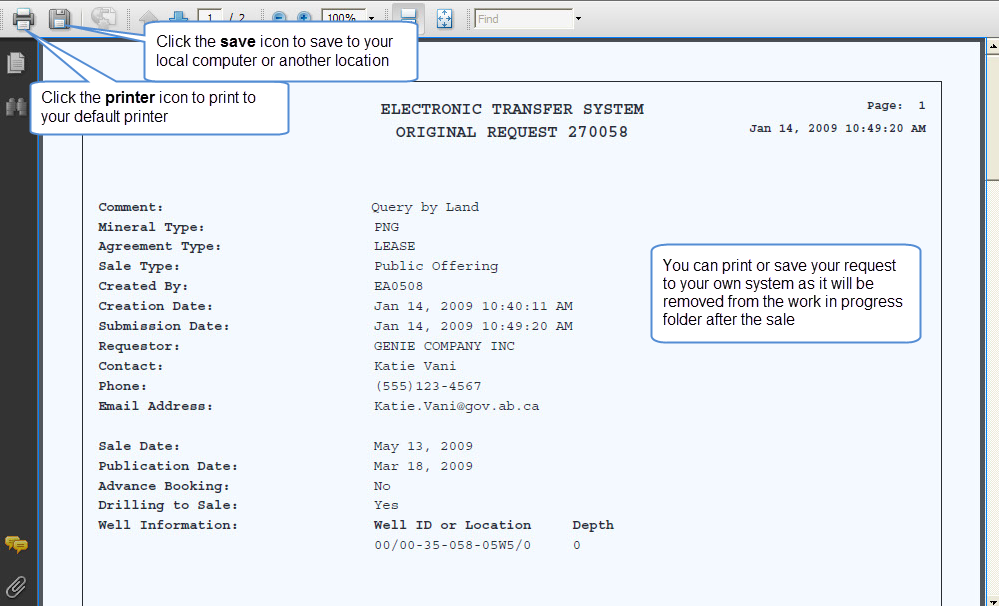 1 / 2 100% Find
Click the save icon to save to your
local computer or another location
Click the printer icon to print to
your default printer
ELECTRONIC TRANSFER SYSTEM
ORIGINAL REQUEST 270058
Page: 1
Jan 14, 2009 10:49:20 AM
Comment: Query by Land
Mineral Type: PNG
Agreement Type: LEASE
Sale Type: Public Offering
Created By: EA0508
Creation Date: Jan 14, 2009 10:40:11 AM
Submission Date: Jan 14, 2009 10:49:20 AM
Requestor: GENIE COMPANY INC
Contact: Katie Vani
Phone: (555)123-4567
Email Address: Katie.Vani@gov.ab.ca
You can print or save your request
to your own system as it will be
removed from the work in progress
folder after the sale
Sale Date: May 13, 2009
Publication Date: Mar 18, 2009
Advance Booking: No
Drilling to Sale: Yes
Well Information: Well ID or Location Depth
00/00-35-058-05W5/0 0